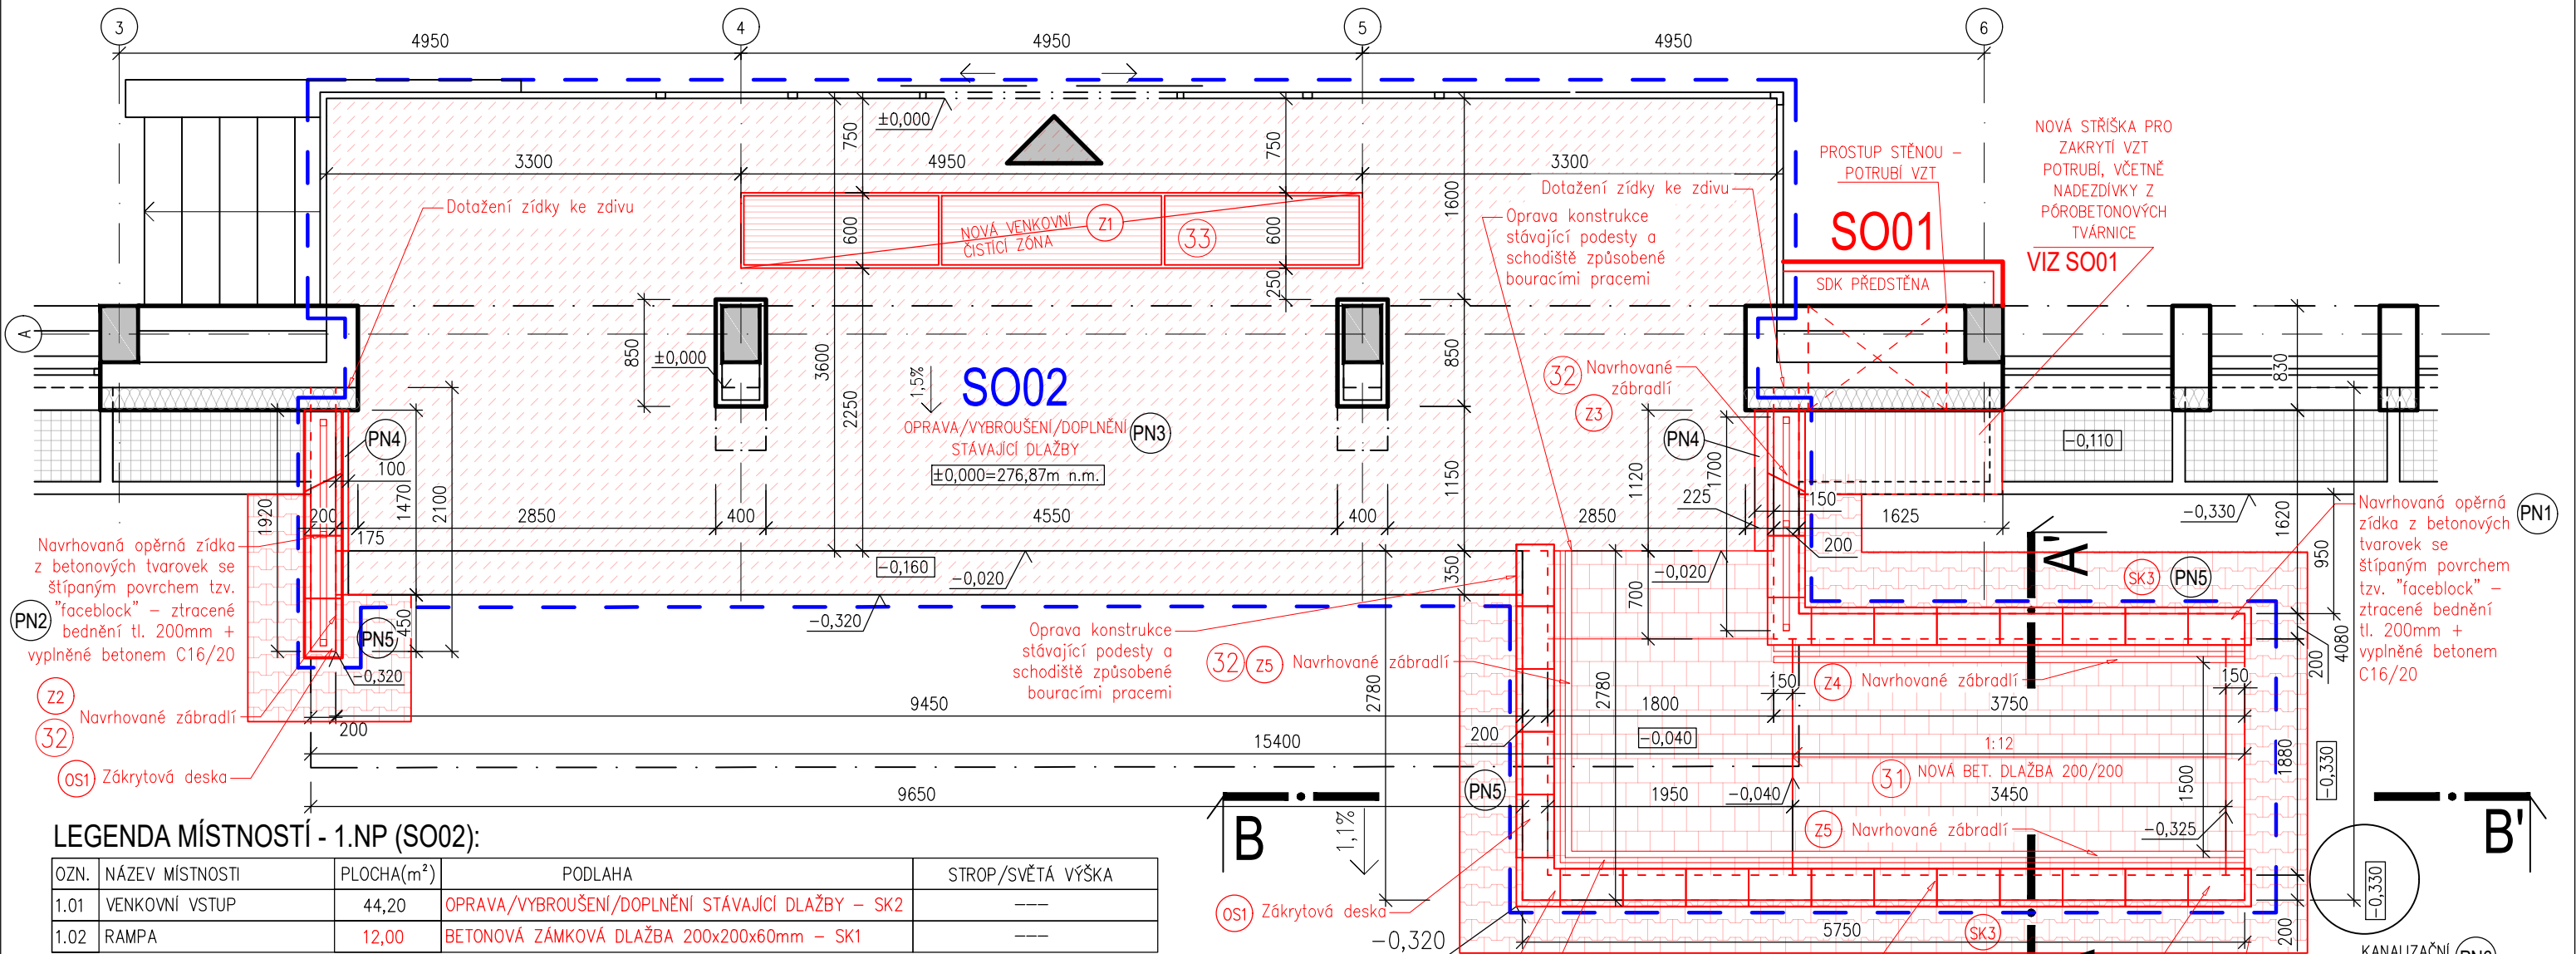 3
4
5
6
4950
4950
4950
±0,000
750
750
3300
4950
3300
1600
Dotažení zídky ke zdivu
Dotažení zídky ke zdivu
NOVÁ VENKOVNÍ
ČISTÍCÍ ZÓNA
Z1
33
600
600
250
Oprava konstrukce
stávající podesty a
schodiště způsobené
bouracími pracemi
PROSTUP STĚNOU –
POTRUBÍ VZT
SO01
SDK PŘEDSTĚNA
NOVÁ STŘÍŠKA PRO
ZAKRYTÍ VZT
POTRUBÍ, VČETNĚ
NADEZDÍVKY Z
PÓROBETONOVÝCH
TVÁRNICE
VIZ SO01
A
850
±0,000
3600
2250
1,5%
SO02
OPRAVA/VYBROUŠENÍ/DOPLNĚNÍ
STÁVAJÍCÍ DLAŽBY
PN3
±0,000=276,87m n.m.
850
1150
32
Navrhované
zábradlí
Z3
830
PN4
100
1470
2100
1920
200
175
2850
400
4550
400
2850
PN4
1120
1700
225
150
1625
200
-0,110
-0,330
1620
950
Navrhovaná opěrná
zídka z betonových
tvarovek se
štípaným povrchem
tzv. "faceblock" –
ztracené bednění
tl. 200mm +
vyplněné betonem
C16/20
PN1
Navrhovaná opěrná zídka
z betonových tvarovek se
štípaným povrchem tzv.
"faceblock" – ztracené
bednění tl. 200mm +
vyplněné betonem C16/20
PN2
PN5
450
-0,320
-0,160
-0,020
-0,320
350
700
-0,020
A'
SK3
PN5
Oprava konstrukce
stávající podesty a
schodiště způsobené
bouracími pracemi
32
Z5
Navrhované zábradlí
2780
2780
150
Z4
Navrhované zábradlí
150
200
4080
Z2
Navrhované zábradlí
32
200
OS1
Zákrytová deska
9450
1800
3750
200
15400
-0,040
1:12
31
NOVÁ BET. DLAŽBA 200/200
1500
1880
-0,330
9650
PN5
1950
-0,040
3450
-0,325
B
1,1%
Z5
Navrhované zábradlí
B'
LEGENDA MÍSTNOSTÍ - 1.NP (SO02):
OZN. NÁZEV MÍSTNOSTI PLOCHA(m²) PODLAHA STROP/SVĚTÁ VÝŠKA
1.01 VENKOVNÍ VSTUP 44,20 OPRAVA/VYBROUŠENÍ/DOPLNĚNÍ STÁVAJÍCÍ DLAŽBY – SK2 ---
1.02 RAMPA 12,00 BETONOVÁ ZÁMKOVÁ DLAŽBA 200x200x60mm – SK1 ---
OS1
Zákrytová deska
-0,320
5750
SK3
200
-0,330
KANALIZAČNÍ